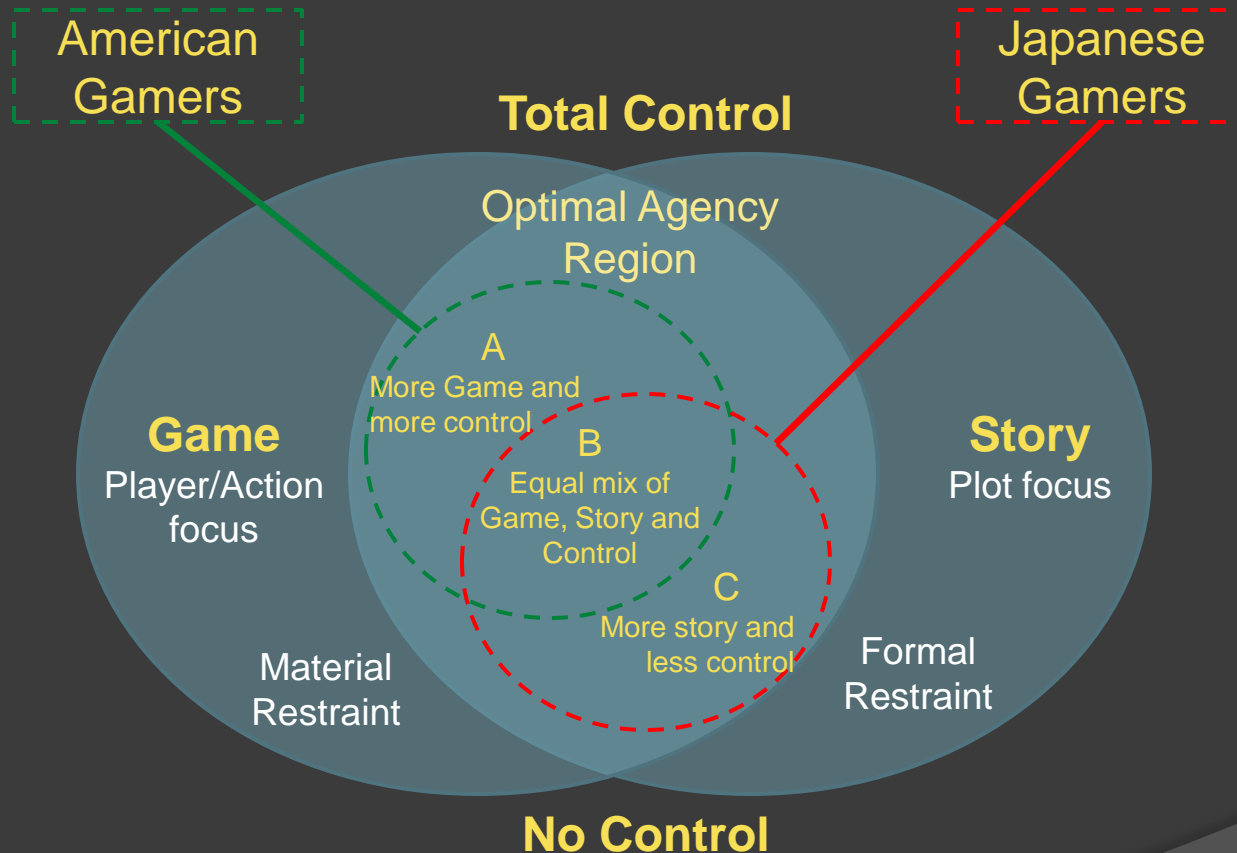 American
Gamers
Japanese
Gamers
Total Control
Optimal Agency
Region
A
More Game and
more control
Game
Player/Action
focus
B
Equal mix of
Game, Story and
Control
Story
Plot focus
C
More story and
less control
Material
Restraint
Formal
Restraint
No Control